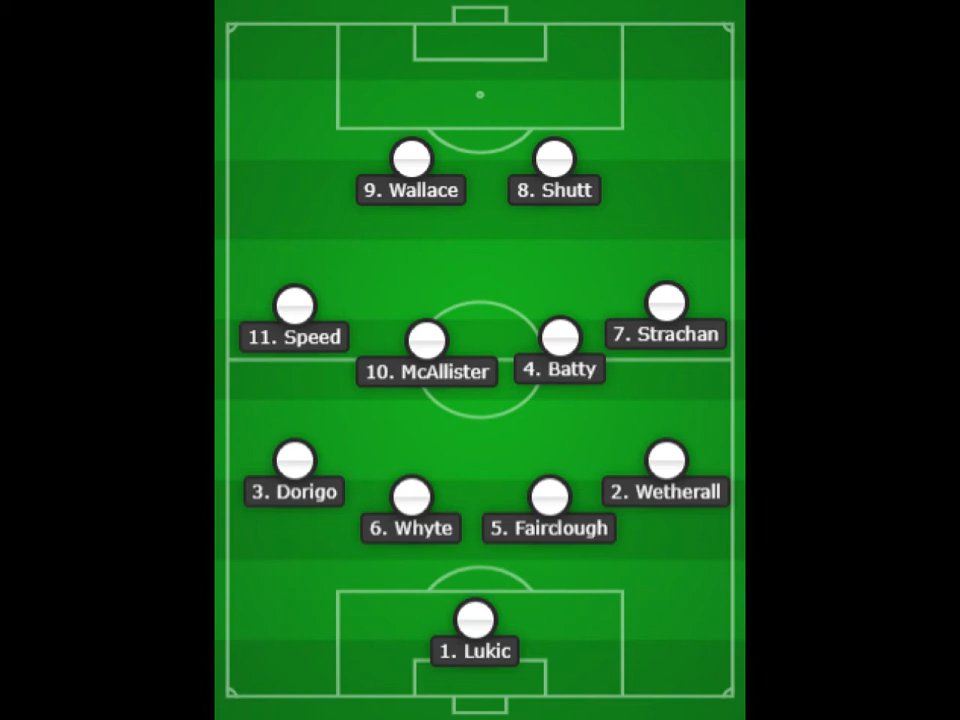 9. Wallace
8. Shutt
11. Speed
7. Strachan
10. McAllister
4. Batty
3. Dorigo
2. Wetherall
6. Whyte
5. Fairclough
1. Lukic